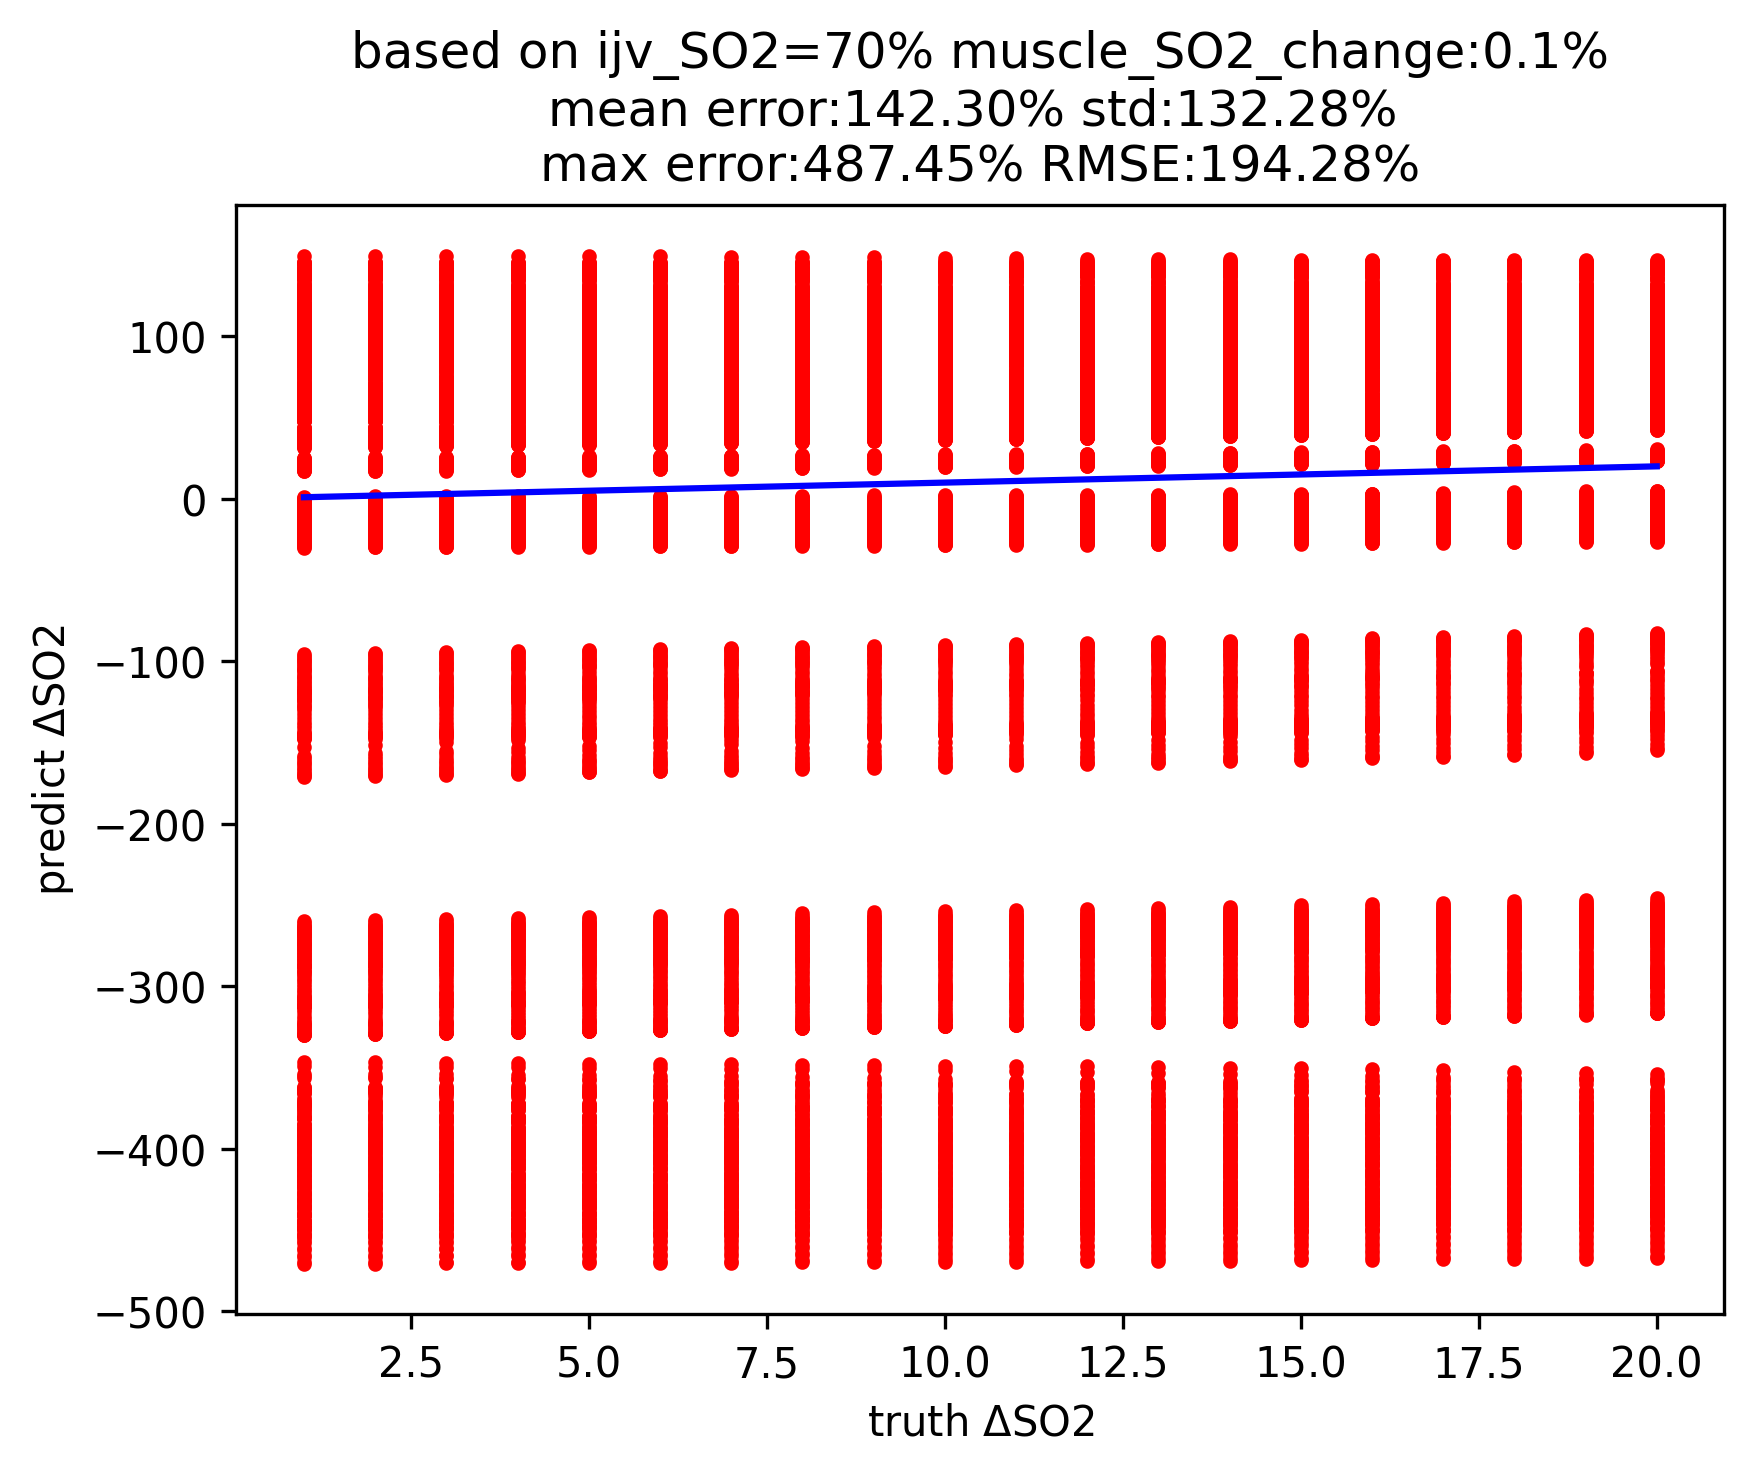 based on ijv_SO2=70% muscle_SO2_change:0.1%
mean error:142.30% std:132.28%
max error:487.45% RMSE:194.28%
predict ΔSO2
100
0
−100
−200
−300
−400
−500
2.5 5.0 7.5 10.0 12.5 15.0 17.5 20.0
truth ΔSO2